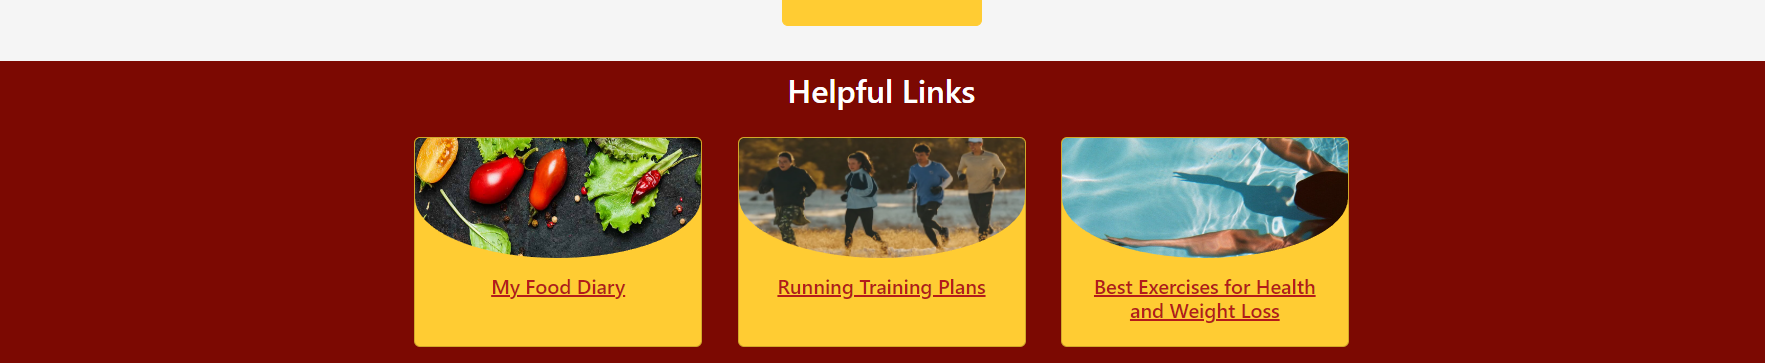 Helpful Links
My Food Diary
Running Training Plans
Best Exercises for Health
and Weight Loss